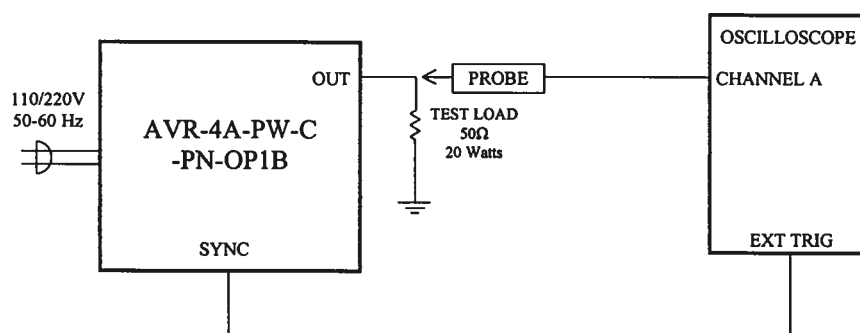 OSCILLOSCOPE
OUT
PROBE
CHANNEL A
110/220V
50-60 Hz
AVR-4A-PW-C
-PN-OP1B
TEST LOAD
50Ω
20 Watts
SYNC
EXT TRIG